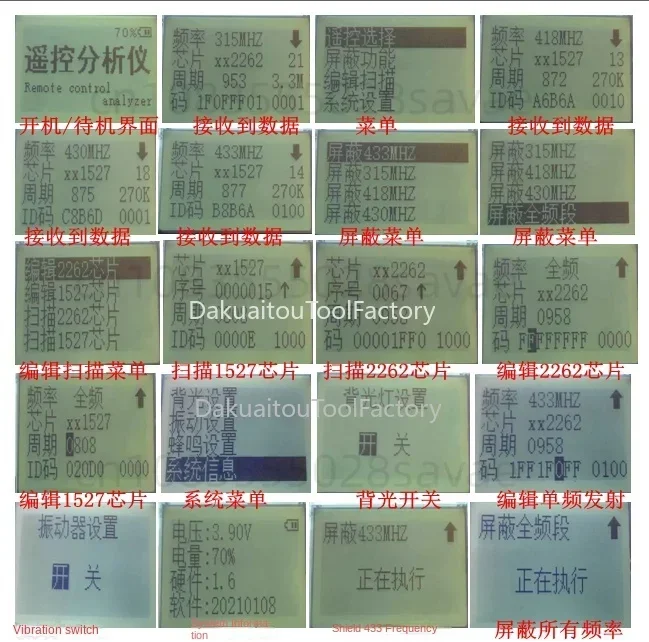 70%
遥控分析仪
Remote control
analyzer
开机/待机界面
频率 315MHZ
芯片 xx2262 21
周期 953 3.3M
码 1F0FFF01 0001
接收到数据
遥控选择
屏蔽功能
编辑扫描
系统设置
菜单
频率 418MHZ
芯片 xx1527 13
周期 872 270K
ID码 A6B6A 0010
接收到数据
频率 430MHZ
芯片 xx1527 18
周期 875 270K
ID码 C8B6D 0001
接收到数据
频率 433MHZ
芯片 xx1527 14
周期 877 270K
ID码 B8B6A 0100
接收到数据
屏蔽433MHZ
屏蔽315MHZ
屏蔽418MHZ
屏蔽430MHZ
屏蔽菜单
屏蔽315MHZ
屏蔽418MHZ
屏蔽430MHZ
屏蔽全频段
屏蔽菜单
编辑2262芯片
编辑1527芯片
扫描2262芯片
扫描1527芯片
编辑扫描菜单
芯片 xx1527
序号 0000015
ID码 0000E 1000
扫描1527芯片
芯片 xx2262
序号 0067
码 00001FF0 1000
扫描2262芯片
DakuaitouToolFactory
频率 全频
芯片 xx2262
周期 0958
码 FFFFFFFF 0000
编辑2262芯片
频率 全频
芯片 xx1527
周期 0808
ID码 020D0 0000
编辑1527芯片
背光设置
振动设置
蜂鸣设置
系统信息
系统菜单
DakuaitouToolFactory
背光灯设置
开 关
背光开关
频率 433MHZ
芯片 xx2262
周期 0958
码 1FF1F0FF 0100
编辑单频发射
振动器设置
开 关
Vibration switch
电压:3.90V
电量:70%
硬件:1.6
软件:20210108
屏蔽433MHZ
正在执行
Shield 433 Frequency
屏蔽全频段
正在执行
屏蔽所有频率